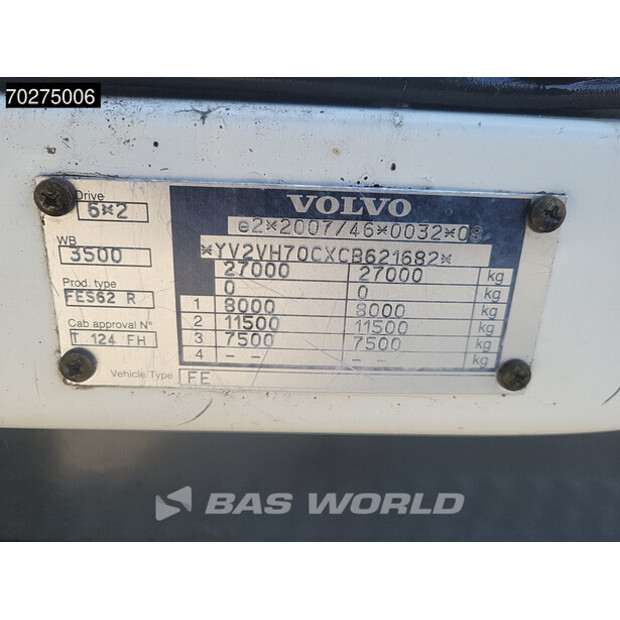 70275006
VOLVO
Drive
6*2
e2*2007/46*0032*08
WB
3500
*YV2VH70CXCB621682*
27000 27000 kg
0 0 kg
Prod. type
FES62 R
1 8000 8000 kg
2 11500 11500 kg
Cab approval N°
T 124 FH
3 7500 7500 kg
4 -- -- kg
Vehicle Type FE
BAS WORLD